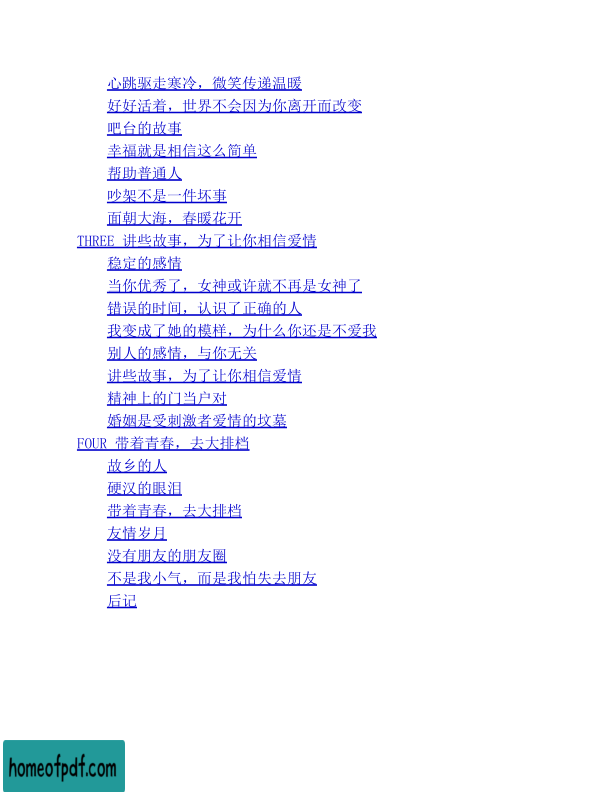 心跳驱走寒冷，微笑传递温暖
好好活着，世界不会因为你离开而改变
吧台的故事
幸福就是相信这么简单
帮助普通人
吵架不是一件坏事
面朝大海，春暖花开
THREE 讲些故事，为了让你相信爱情
稳定的感情
当你优秀了，女神或许就不再是女神了
错误的时间，认识了正确的人
我变成了她的模样，为什么你还是不爱我
别人的感情，与你无关
讲些故事，为了让你相信爱情
精神上的门当户对
婚姻是受刺激者爱情的坟墓
FOUR 带着青春，去大排档
故乡的人
硬汉的眼泪
带着青春，去大排档
友情岁月
没有朋友的朋友圈
不是我小气，而是我怕失去朋友
后记
homeofpdf.com